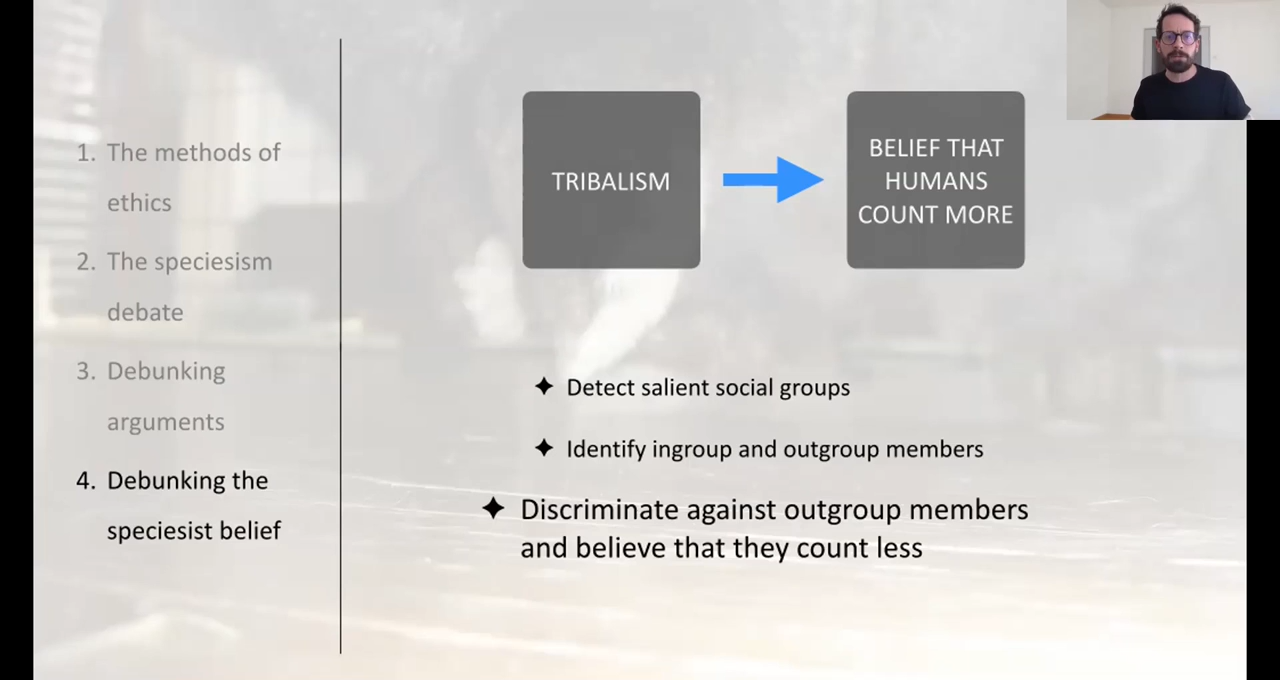 1. The methods of
ethics
2. The speciesism
debate
3. Debunking
arguments
4. Debunking the
speciesist belief
TRIBALISM
BELIEF THAT
HUMANS
COUNT MORE
✦ Detect salient social groups
✦ Identify ingroup and outgroup members
✦ Discriminate against outgroup members
and believe that they count less